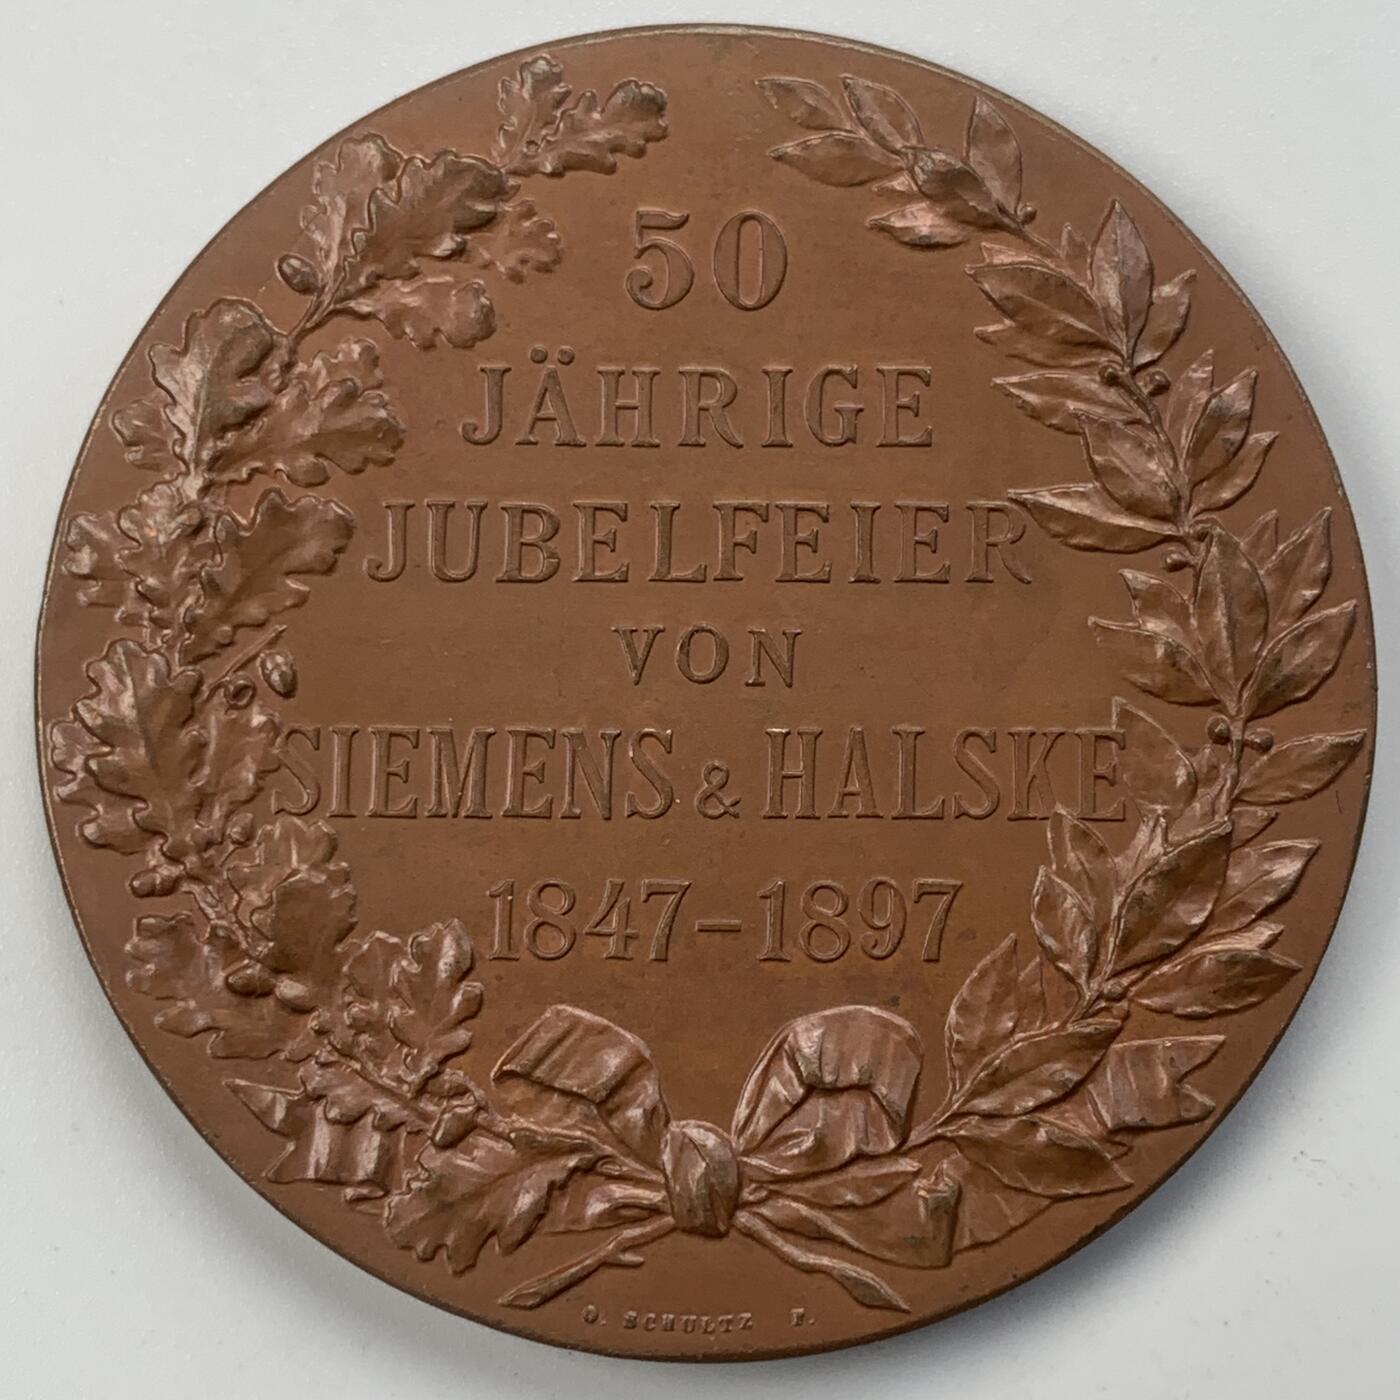 50
JÄHRIGE
JUBELFEIER
VON
SIEMENS & HALSKE
1847-1897
O. SCHULTZ F.